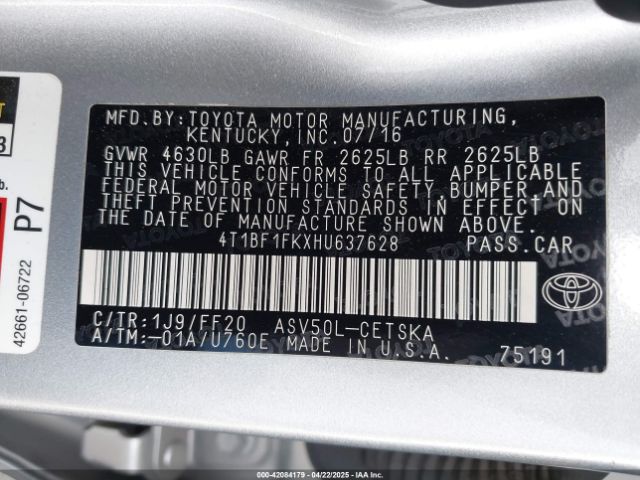 MFD.BY:TOYOTA MOTOR MANUFACTURING,
KENTUCKY,INC.07/16
GVWR 4630LB GAWR FR 2625LB RR 2625LB
THIS VEHICLE CONFORMS TO ALL APPLICABLE
FEDERAL MOTOR VEHICLE SAFETY, BUMPER AND
THEFT PREVENTION STANDARDS IN EFFECT ON
THE DATE OF MANUFACTURE SHOWN ABOVE.
4T1BF1FKXHU637628 PASS.CAR
C/TR:1J9/FF20 ASV50L-CETSKA
A/TM:-01A/U760E MADE IN U.S.A.
75191
TOYOTA
P7
42661-06722
000-42084179 - 04/22/2025 - IAAI.COM